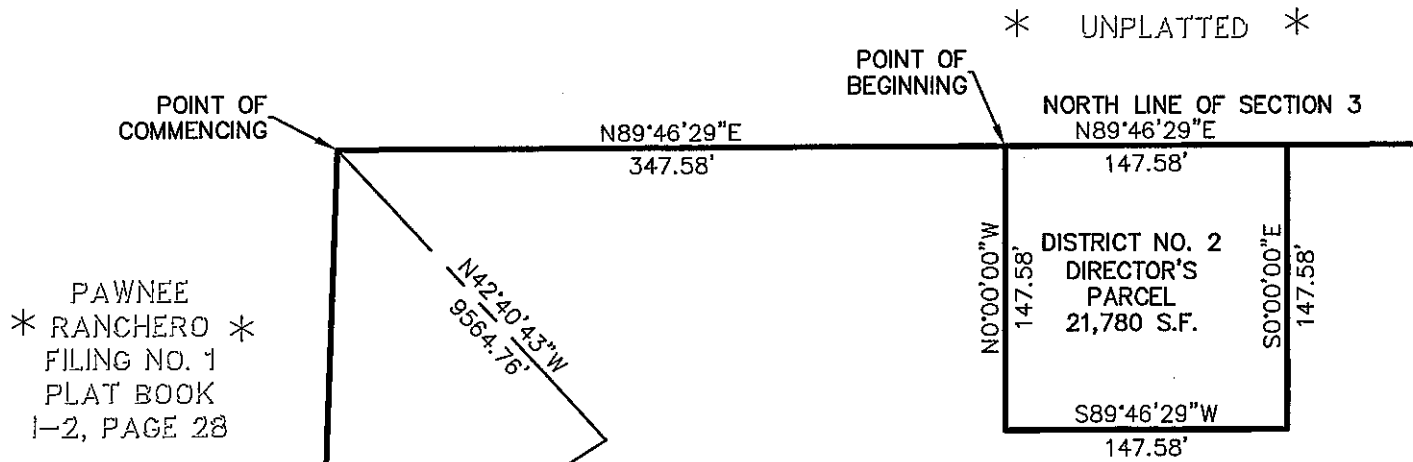 * UNPLATTED *
POINT OF
BEGINNING
POINT OF
COMMENCING
NORTH LINE OF SECTION 3
N89°46'29"E
347.58'
N89°46'29"E
147.58'
N0°00'00"W
147.58'
DISTRICT NO. 2
DIRECTOR'S
PARCEL
21,780 S.F.
S0°00'00"E
147.58'
N42°40'43"W
9564.76'
PAWNEE
* RANCHERO *
FILING NO. 1
PLAT BOOK
I-2, PAGE 28
S89°46'29"W
147.58'